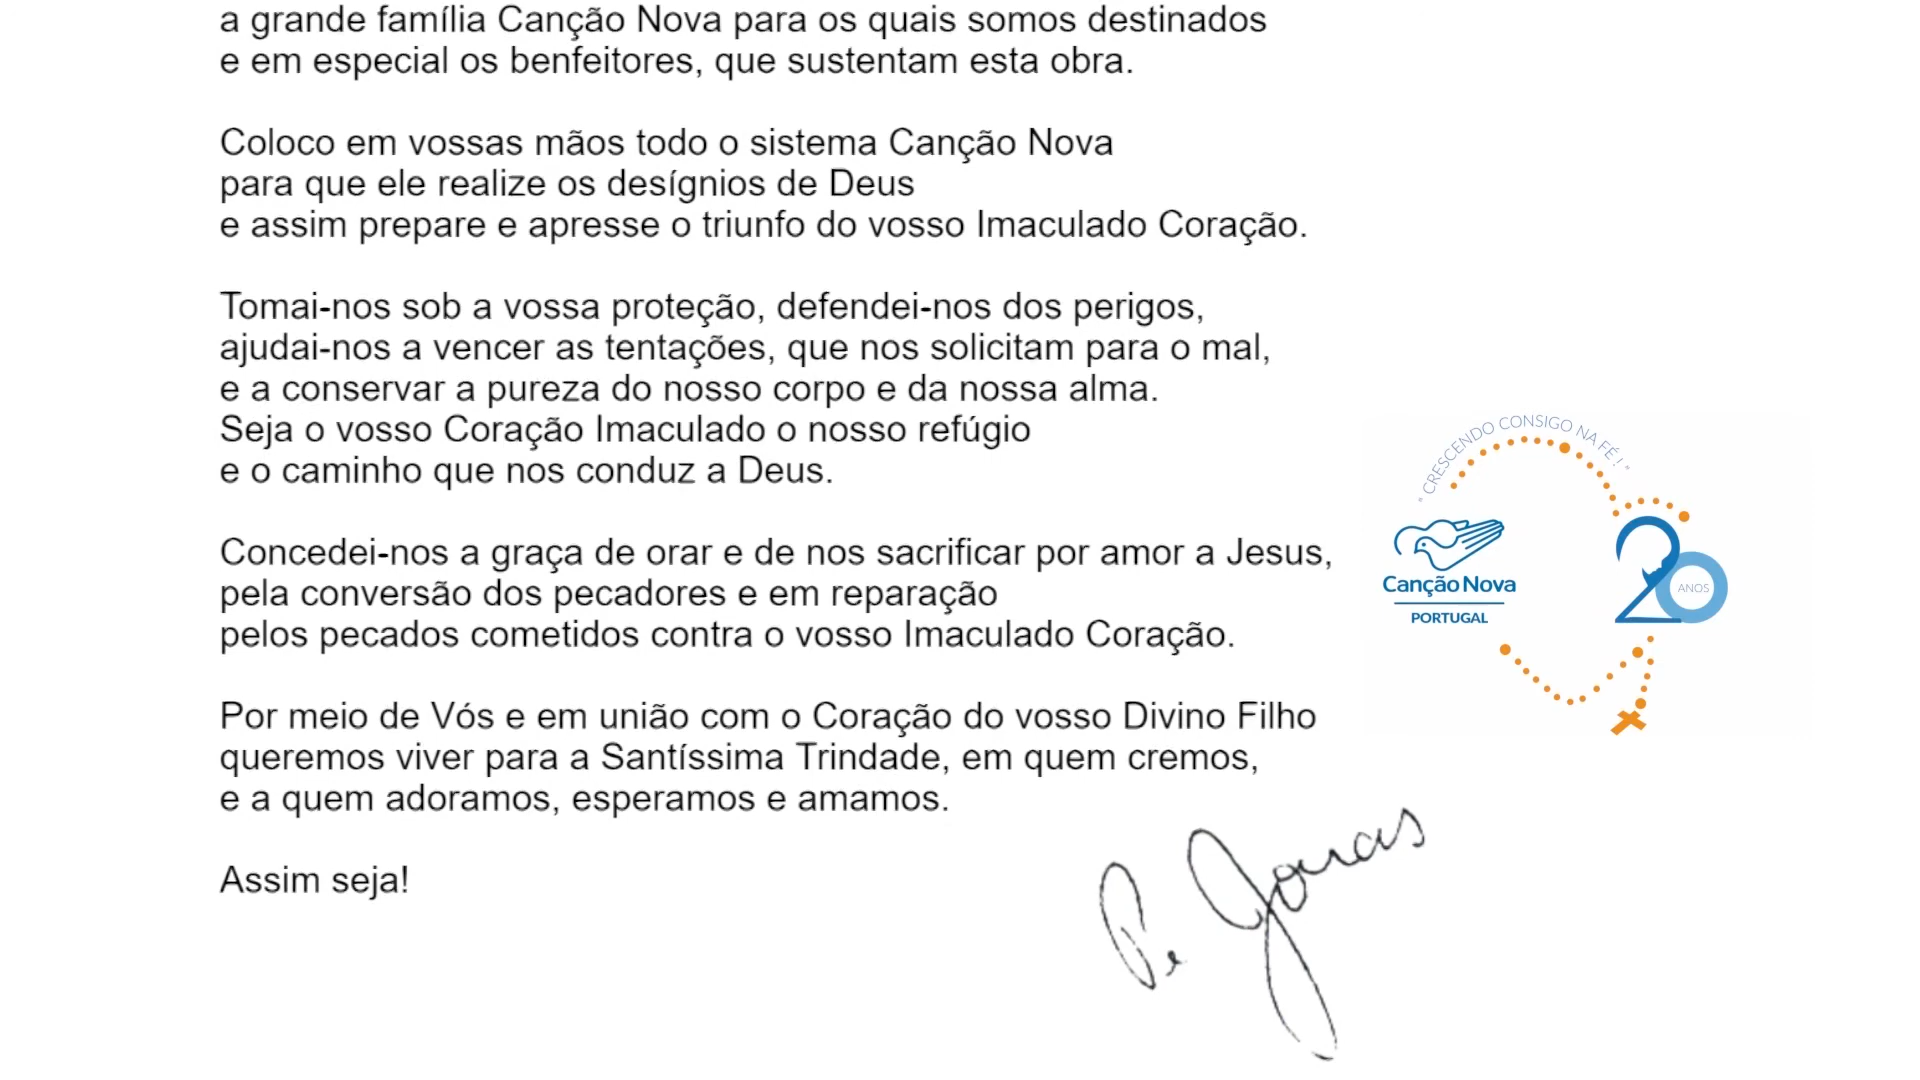 a grande família Canção Nova para os quais somos destinados
e em especial os benfeitores, que sustentam esta obra.
Coloco em vossas mãos todo o sistema Canção Nova
para que ele realize os desígnios de Deus
e assim prepare e apresse o triunfo do vosso Imaculado Coração.
Tomai-nos sob a vossa proteção, defendei-nos dos perigos,
ajudai-nos a vencer as tentações, que nos solicitam para o mal,
e a conservar a pureza do nosso corpo e da nossa alma.
Seja o vosso Coração Imaculado o nosso refúgio
e o caminho que nos conduz a Deus.
Concedei-nos a graça de orar e de nos sacrificar por amor a Jesus,
pela conversão dos pecadores e em reparação
pelos pecados cometidos contra o vosso Imaculado Coração.
Por meio de Vós e em união com o Coração do vosso Divino Filho
queremos viver para a Santíssima Trindade, em quem cremos,
e a quem adoramos, esperamos e amamos.
Assim seja!
Pe Jonas
"CRESCENDO CONSIGO NA FÉ!"
Canção Nova
PORTUGAL
20
ANOS